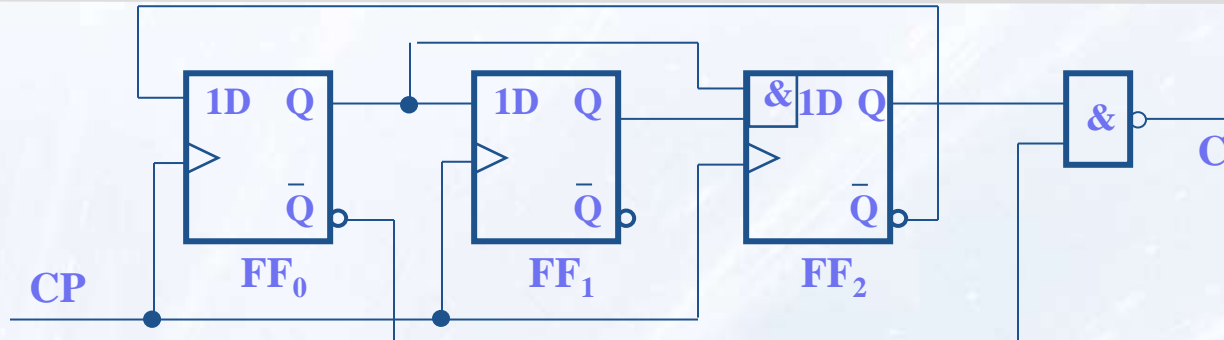 1D Q 1D Q & 1D Q &
C
Q̅ Q̅ Q̅
FF₀ FF₁ FF₂
CP